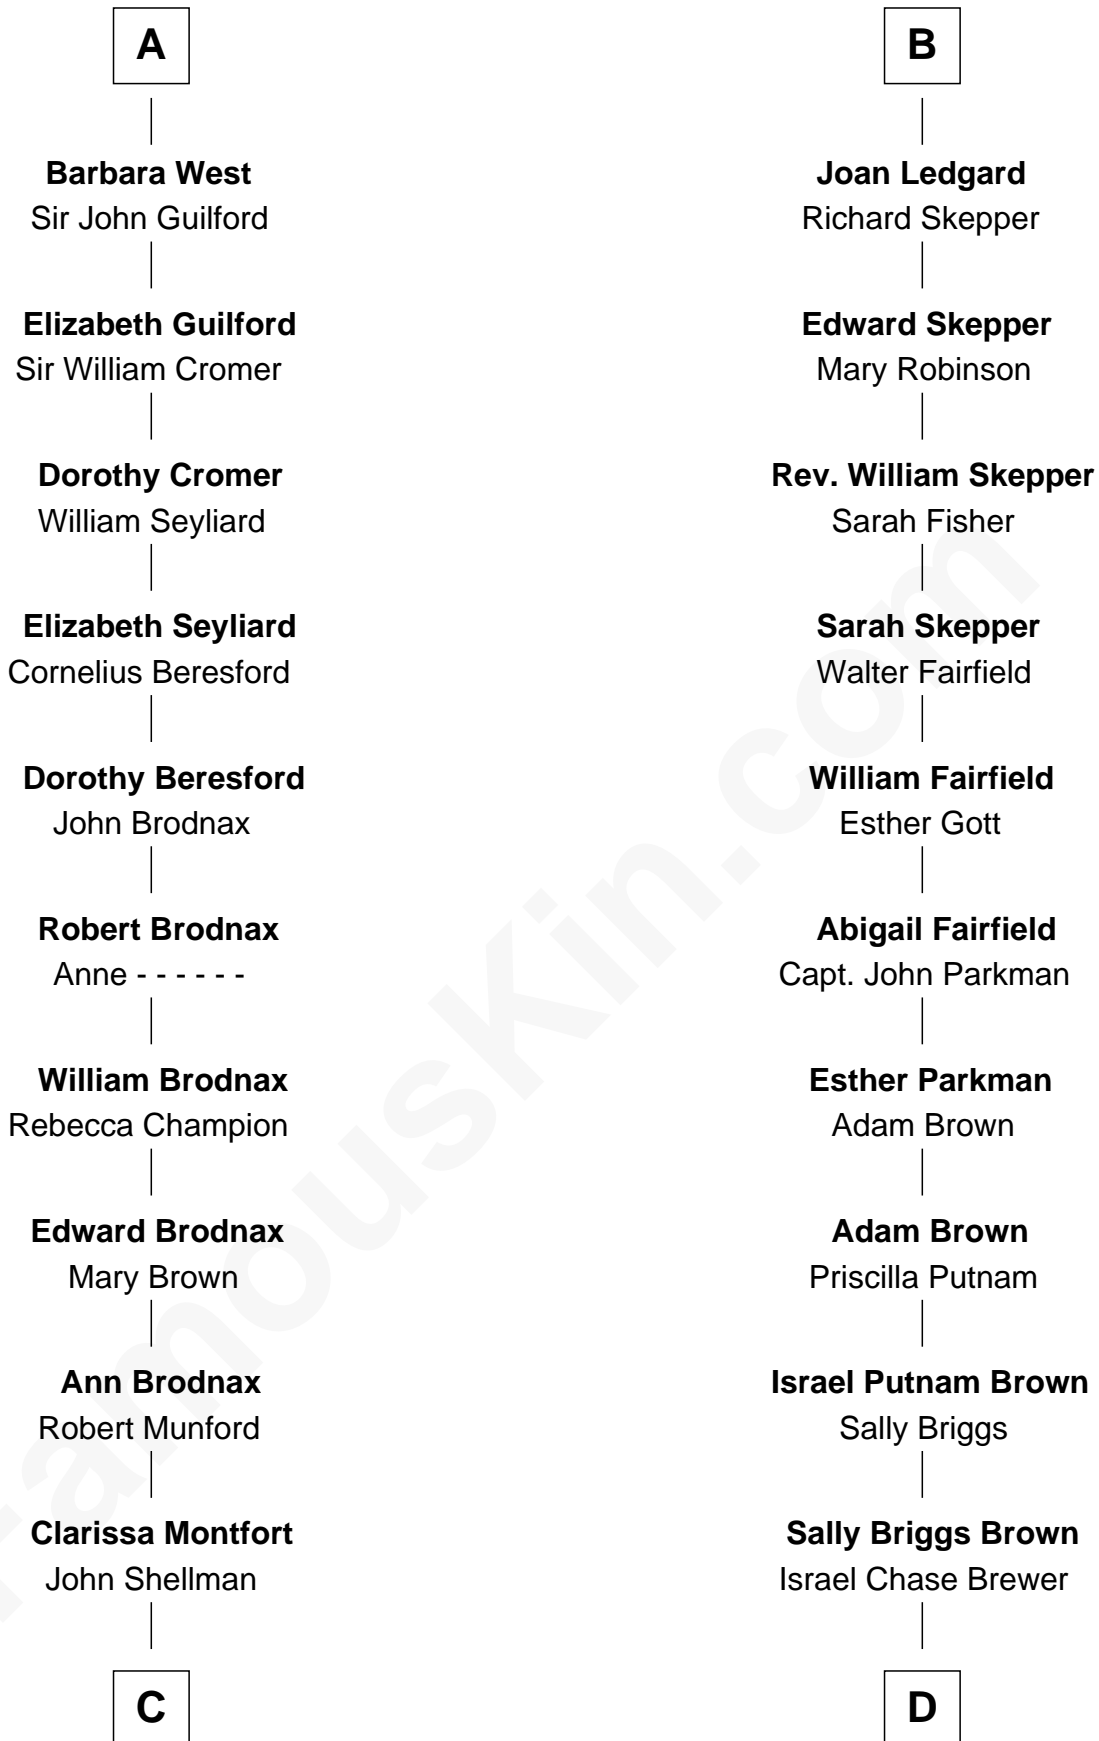 A
Barbara West
Sir John Guilford
Elizabeth Guilford
Sir William Cromer
Dorothy Cromer
William Seyliard
Elizabeth Seyliard
Cornelius Beresford
Dorothy Beresford
John Brodnax
Robert Brodnax
Anne - - - - - -
William Brodnax
Rebecca Champion
Edward Brodnax
Mary Brown
Ann Brodnax
Robert Munford
Clarissa Montfort
John Shellman
C
B
Joan Ledgard
Richard Skepper
Edward Skepper
Mary Robinson
Rev. William Skepper
Sarah Fisher
Sarah Skepper
Walter Fairfield
William Fairfield
Esther Gott
Abigail Fairfield
Capt. John Parkman
Esther Parkman
Adam Brown
Adam Brown
Priscilla Putnam
Israel Putnam Brown
Sally Briggs
Sally Briggs Brown
Israel Chase Brewer
D
FamousKin.com